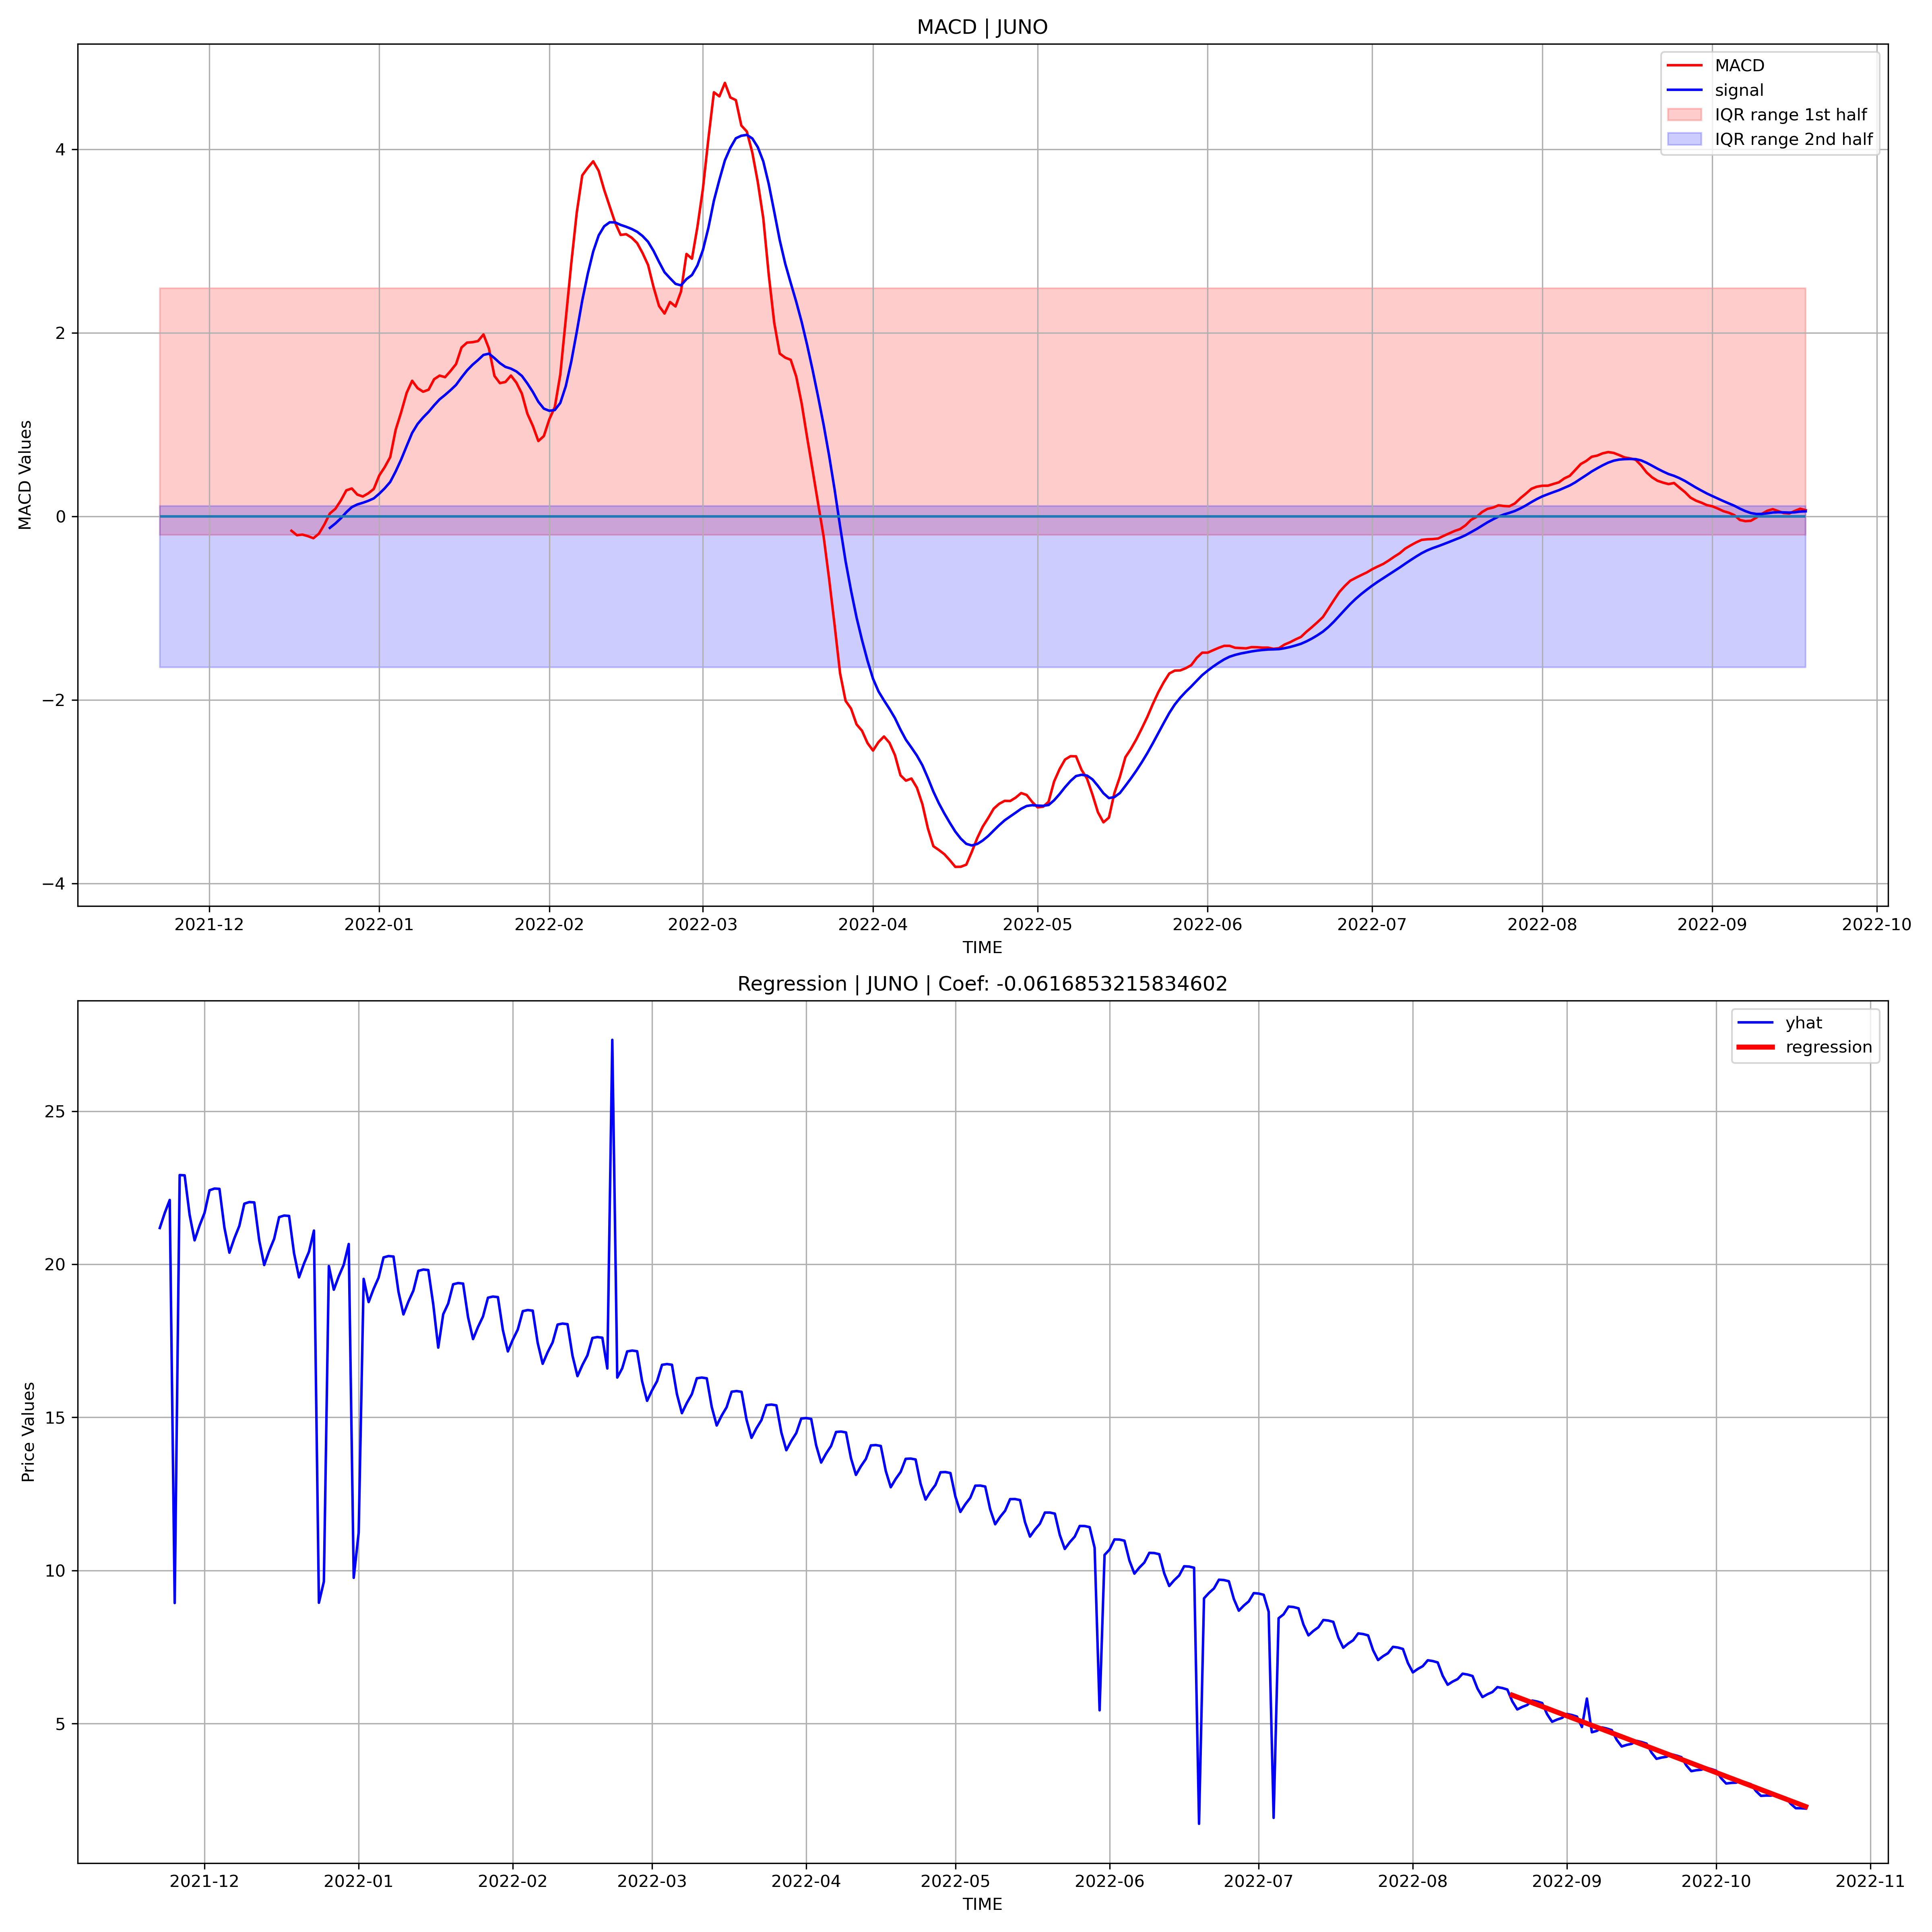 MACD | JUNO
MACD
signal
IQR range 1st half
IQR range 2nd half
MACD Values
4
2
0
−2
−4
2021-12 2022-01 2022-02 2022-03 2022-04 2022-05 2022-06 2022-07 2022-08 2022-09 2022-10
TIME
Regression | JUNO | Coef: -0.0616853215834602
yhat
regression
Price Values
25
20
15
10
5
2021-12 2022-01 2022-02 2022-03 2022-04 2022-05 2022-06 2022-07 2022-08 2022-09 2022-10 2022-11
TIME